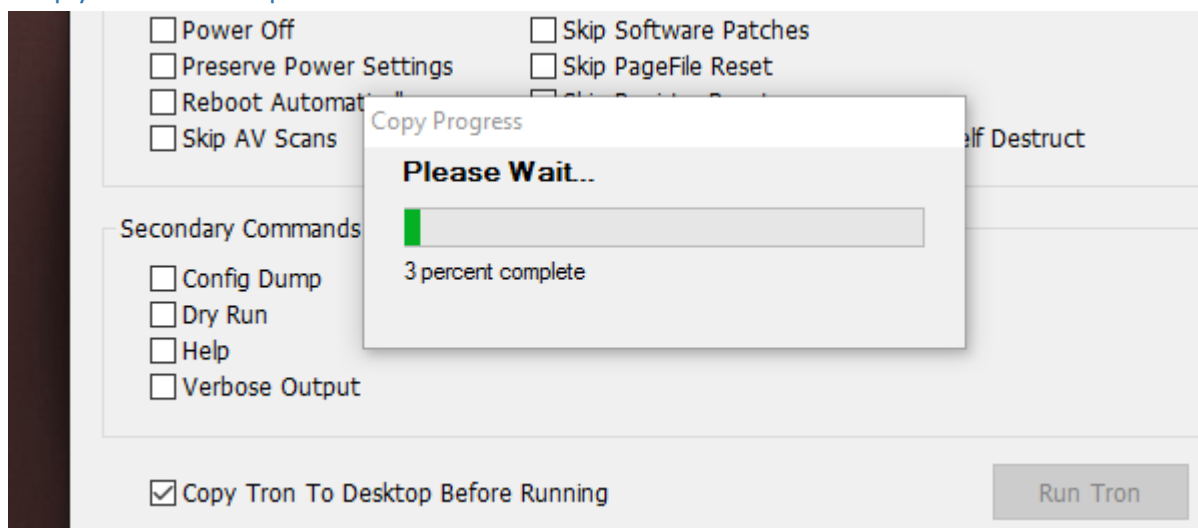 Power Off
Skip Software Patches
Preserve Power Settings
Skip PageFile Reset
Reboot
Skip AV Scans
Destruct
Copy Progress
Please Wait...
3 percent complete
Secondary Commands
Config Dump
Dry Run
Help
Verbose Output
Copy Tron To Desktop Before Running
Run Tron